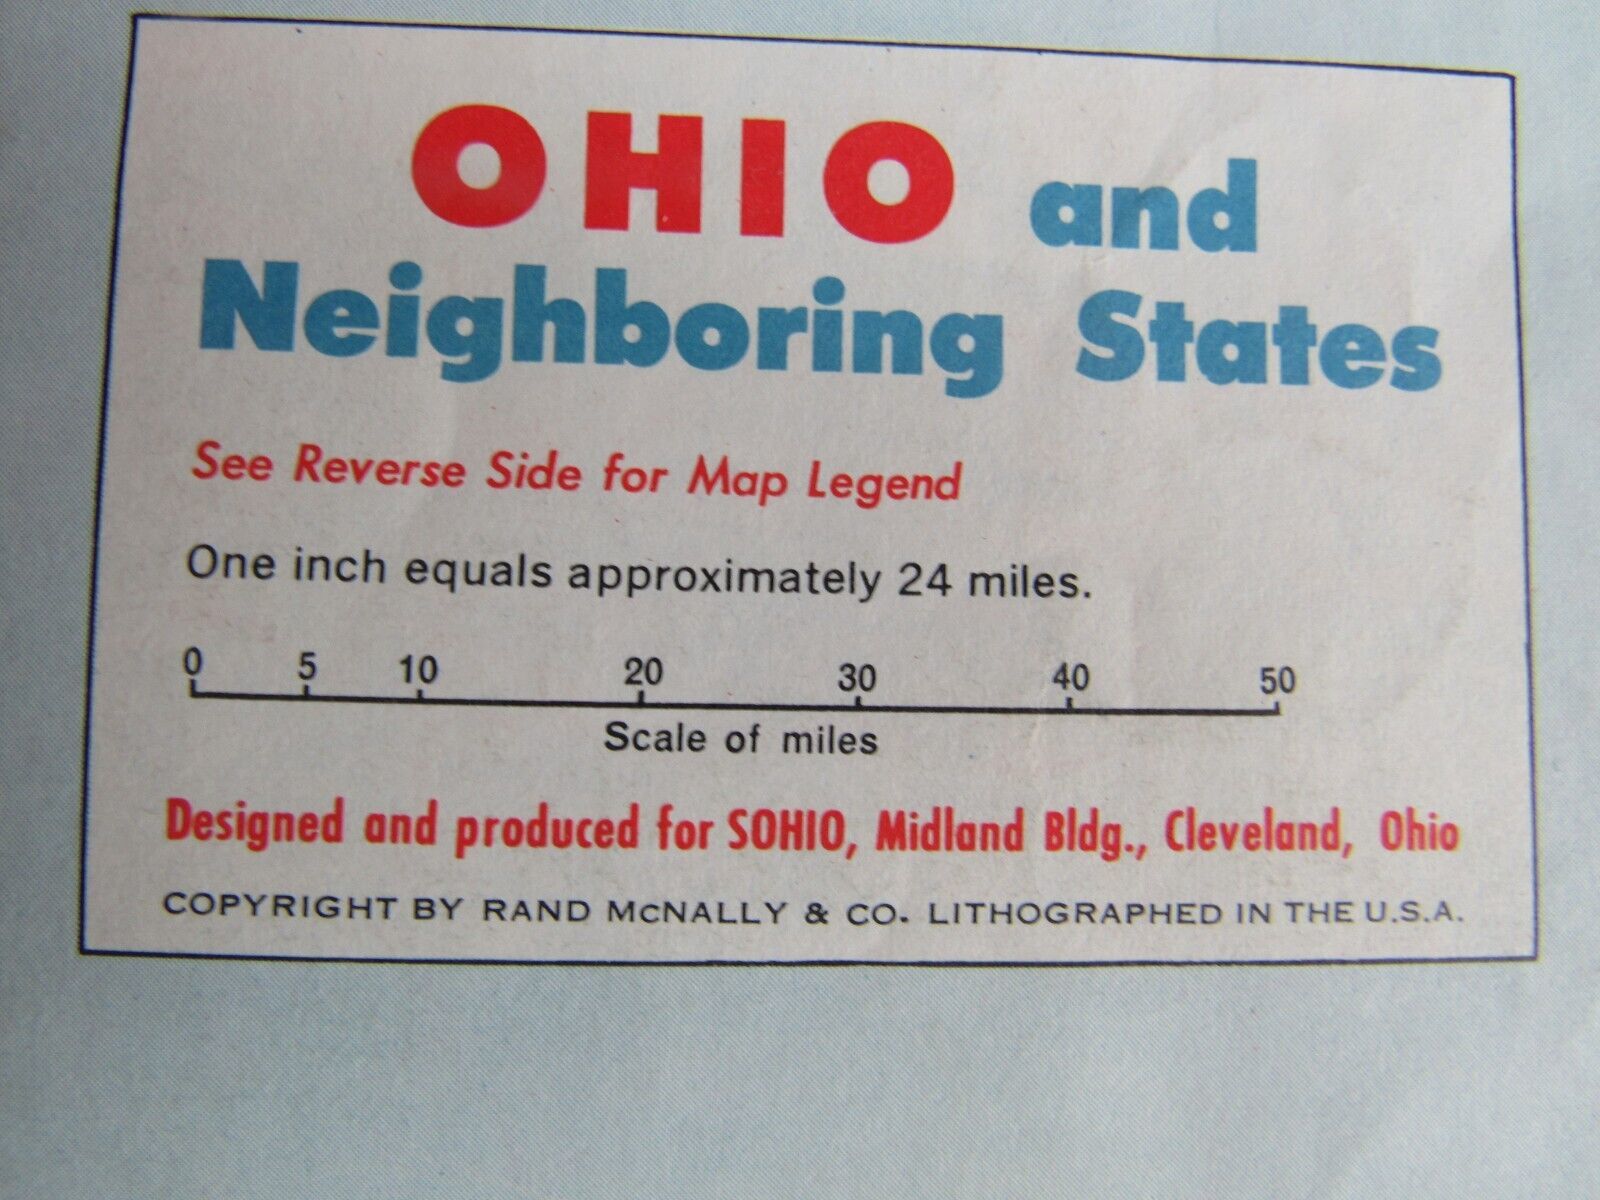 OHIO and
Neighboring States
See Reverse Side for Map Legend
One inch equals approximately 24 miles.
0 5 10 20 30 40 50
Scale of miles
Designed and produced for SOHIO, Midland Bldg., Cleveland, Ohio
COPYRIGHT BY RAND McNALLY & CO. LITHOGRAPHED IN THE U.S.A.